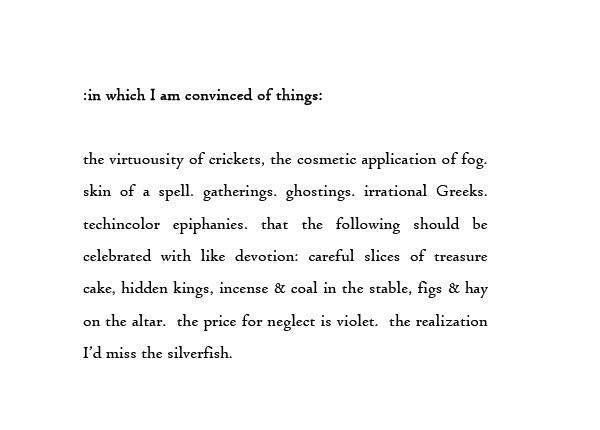 :in which I am convinced of things:
the virtuousity of crickets, the cosmetic application of fog.
skin of a spell. gatherings. ghostings. irrational Greeks.
techincolor epiphanies. that the following should be
celebrated with like devotion: careful slices of treasure
cake, hidden kings, incense & coal in the stable, figs & hay
on the altar. the price for neglect is violet. the realization
I'd miss the silverfish.